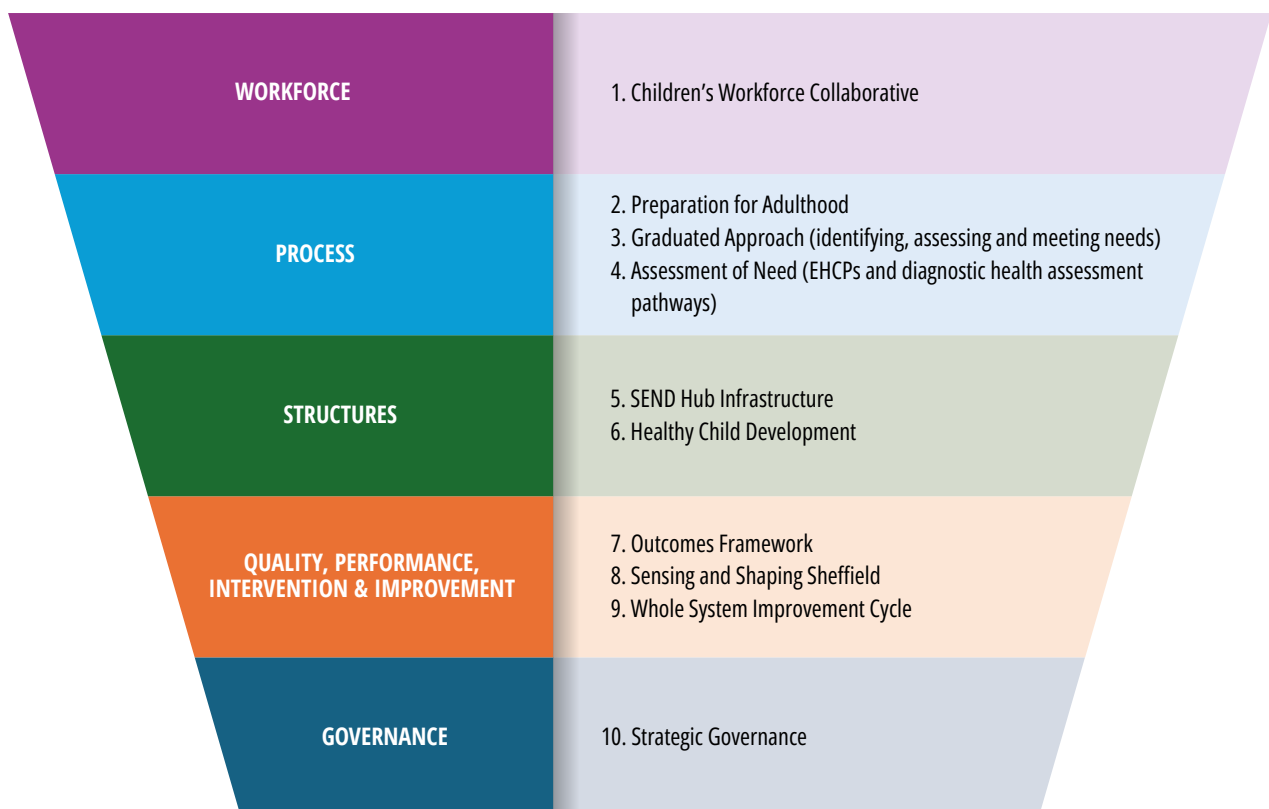 WORKFORCE
1. Children's Workforce Collaborative
PROCESS
2. Preparation for Adulthood
3. Graduated Approach (identifying, assessing and meeting needs)
4. Assessment of Need (EHCPs and diagnostic health assessment
pathways)
STRUCTURES
5. SEND Hub Infrastructure
6. Healthy Child Development
QUALITY, PERFORMANCE,
INTERVENTION & IMPROVEMENT
7. Outcomes Framework
8. Sensing and Shaping Sheffield
9. Whole System Improvement Cycle
GOVERNANCE
10. Strategic Governance